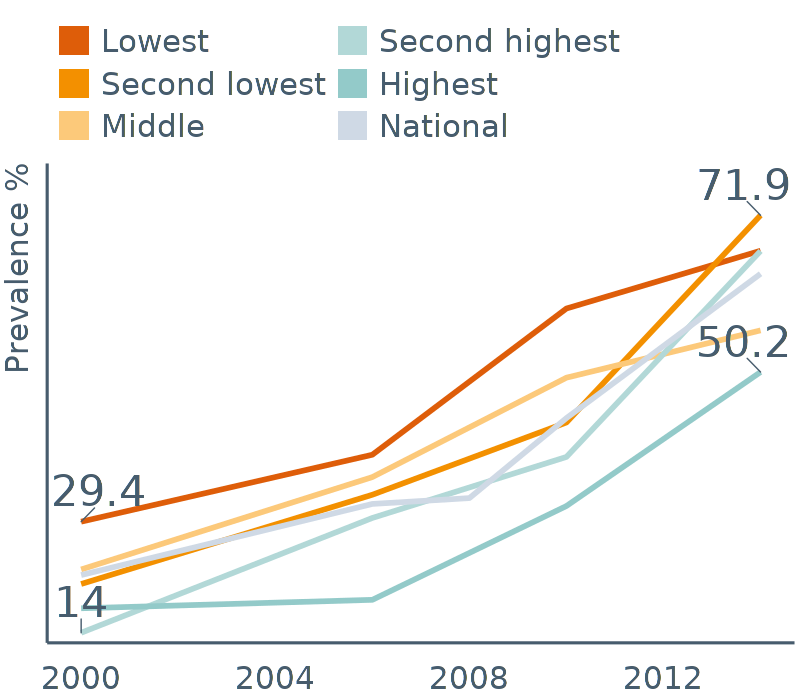 Lowest
Second lowest
Middle
Second highest
Highest
National
Prevalence %
71.9
50.2
29.4
14
2000 2004 2008 2012